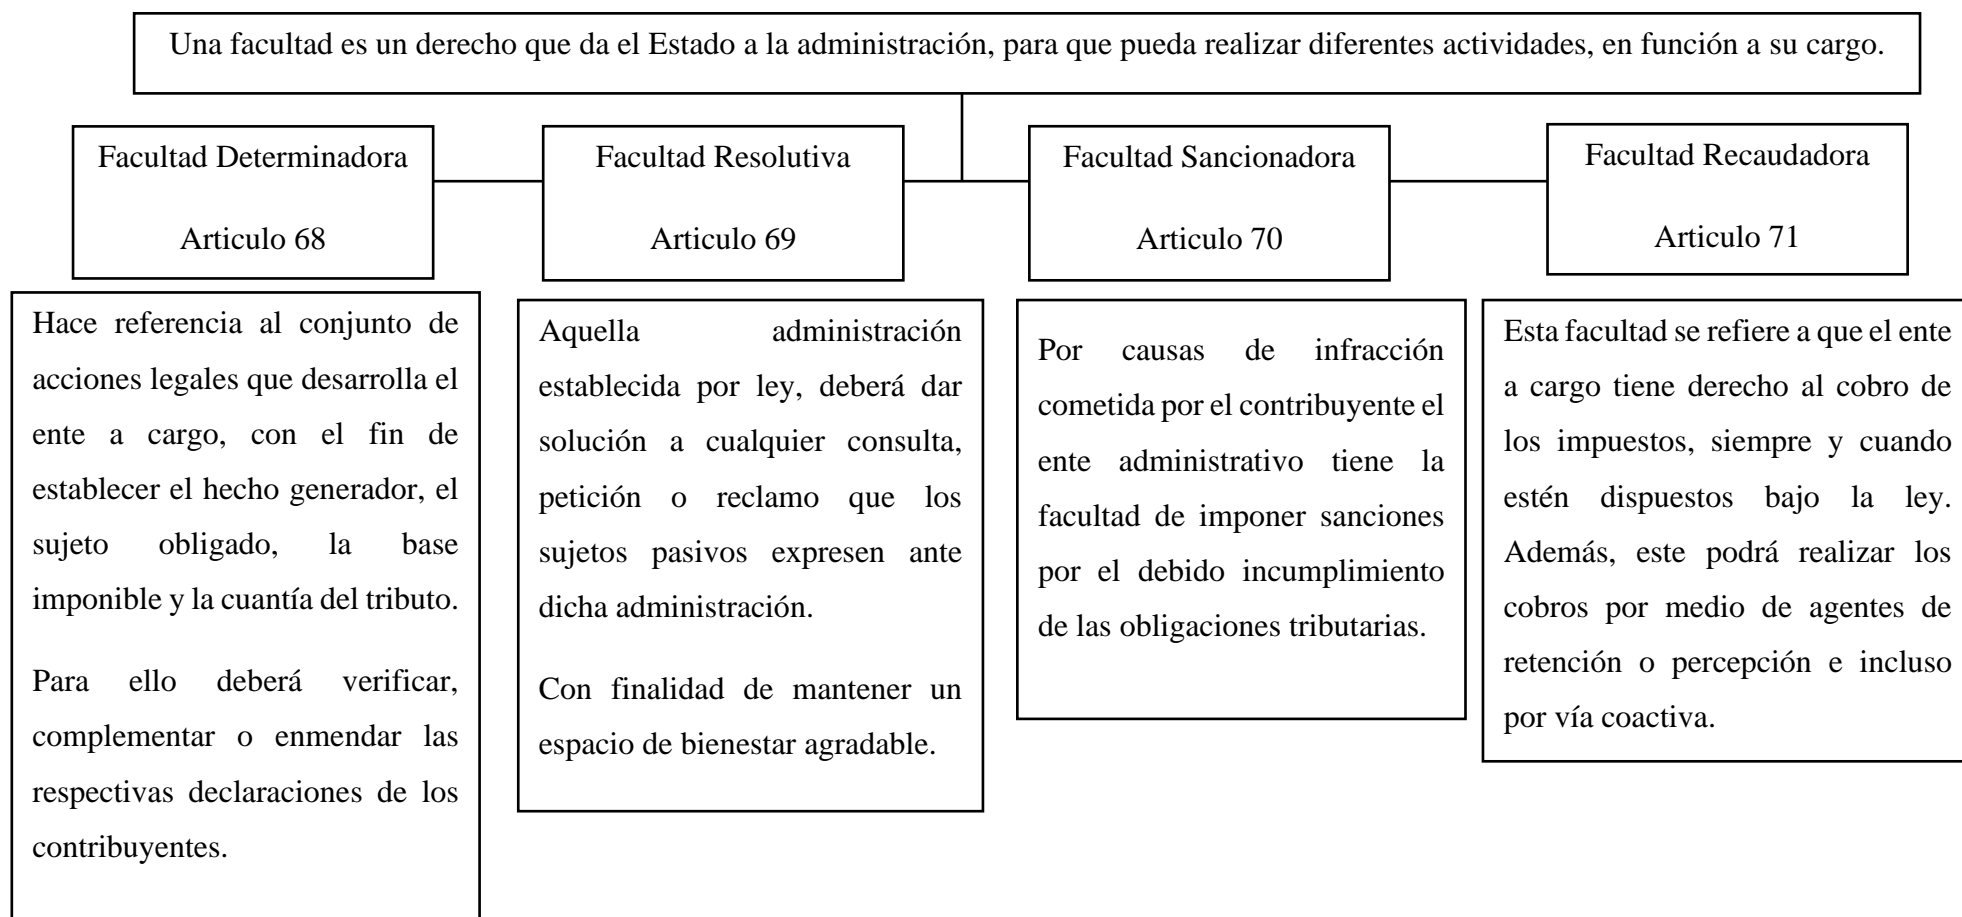 Una facultad es un derecho que da el Estado a la administración, para que pueda realizar diferentes actividades, en función a su cargo.
Facultad Determinadora
Articulo 68
Facultad Resolutiva
Articulo 69
Facultad Sancionadora
Articulo 70
Facultad Recaudadora
Articulo 71
Hace referencia al conjunto de
acciones legales que desarrolla el
ente a cargo, con el fin de
establecer el hecho generador, el
sujeto obligado, la base
imponible y la cuantía del tributo.
Para ello deberá verificar,
complementar o enmendar las
respectivas declaraciones de los
contribuyentes.
Aquella administración
establecida por ley, deberá dar
solución a cualquier consulta,
petición o reclamo que los
sujetos pasivos expresen ante
dicha administración.
Con finalidad de mantener un
espacio de bienestar agradable.
Por causas de infracción
cometida por el contribuyente el
ente administrativo tiene la
facultad de imponer sanciones
por el debido incumplimiento
de las obligaciones tributarias.
Esta facultad se refiere a que el ente
a cargo tiene derecho al cobro de
los impuestos, siempre y cuando
estén dispuestos bajo la ley.
Además, este podrá realizar los
cobros por medio de agentes de
retención o percepción e incluso
por vía coactiva.